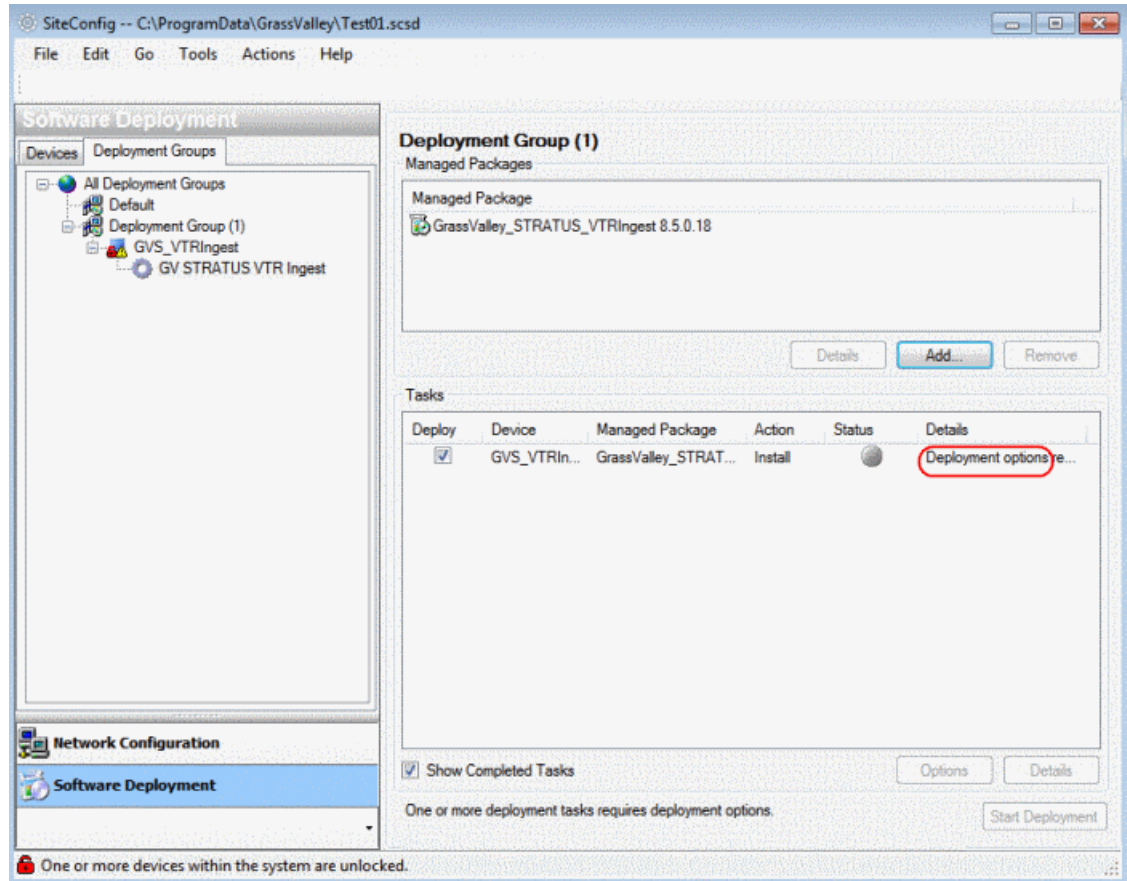 SiteConfig -- C:\ProgramData\GrassValley\Test01.scsd
File Edit Go Tools Actions Help
Software Deployment
Devices Deployment Groups
All Deployment Groups
Default
Deployment Group (1)
GVS_VTRIngest
GV STRATUS VTR Ingest
Network Configuration
Software Deployment
Deployment Group (1)
Managed Packages
Managed Package
GrassValley_STRATUS_VTRIngest 8.5.0.18
Details Add... Remove
Tasks
Deploy Device Managed Package Action Status Details
GVS_VTRIn... GrassValley_STRAT... Install Deployment options re...
Show Completed Tasks
Options Details
One or more deployment tasks requires deployment options.
Start Deployment
One or more devices within the system are unlocked.